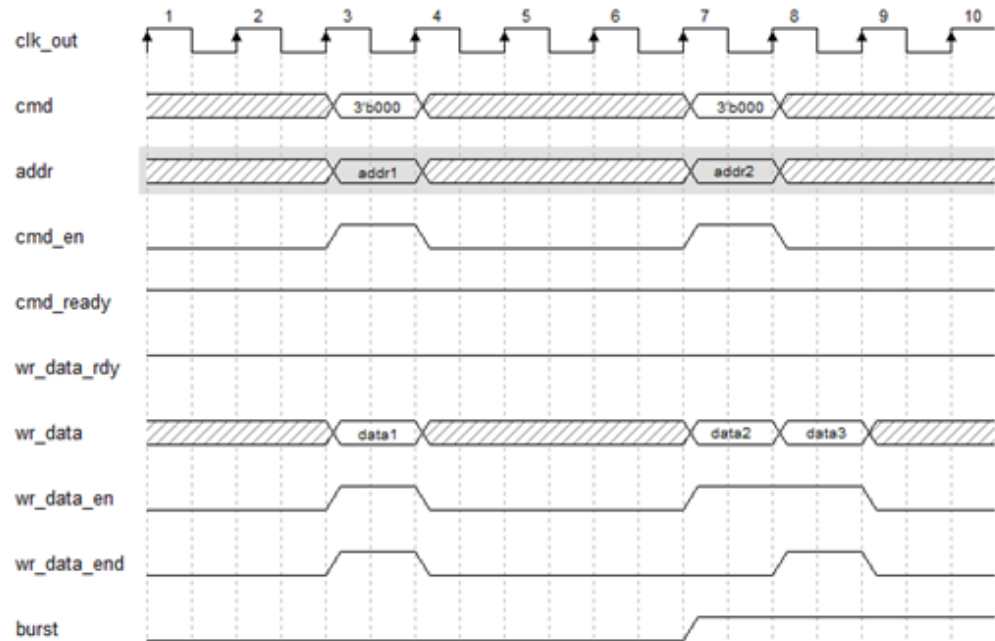 1 2 3 4 5 6 7 8 9 10
clk_out
cmd 3'b000 3'b000
addr addr1 addr2
cmd_en
cmd_ready
wr_data_rdy
wr_data data1 data2 data3
wr_data_en
wr_data_end
burst